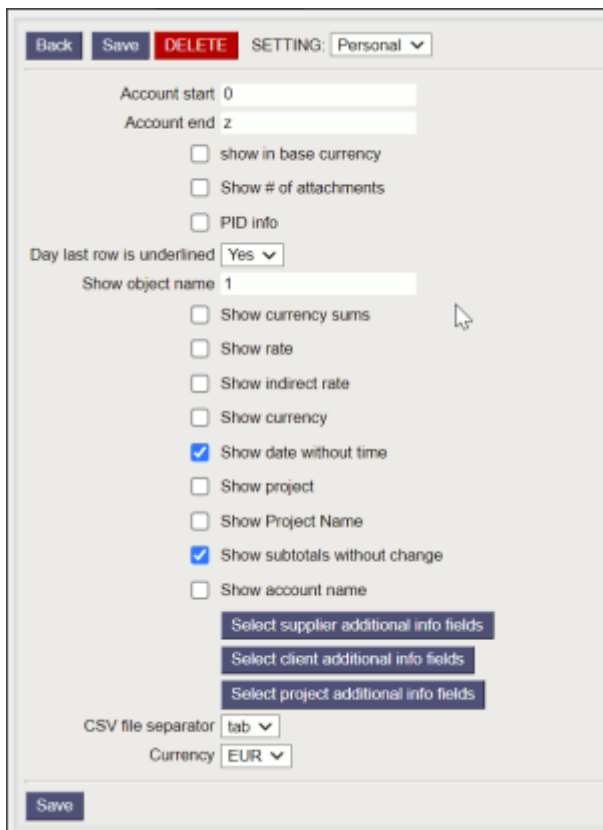 Back Save DELETE SETTING: Personal
Account start 0
Account end z
show in base currency
Show # of attachments
PID info
Day last row is underlined Yes
Show object name 1
Show currency sums
Show rate
Show indirect rate
Show currency
Show date without time
Show project
Show Project Name
Show subtotals without change
Show account name
Select supplier additional info fields
Select client additional info fields
Select project additional info fields
CSV file separator tab
Currency EUR
Save